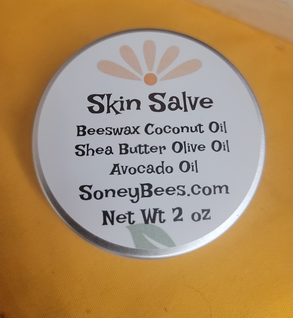 Skin Salve
Beeswax Coconut Oil
Shea Butter Olive Oil
Avocado Oil
SoneyBees.com
Net Wt 2 oz